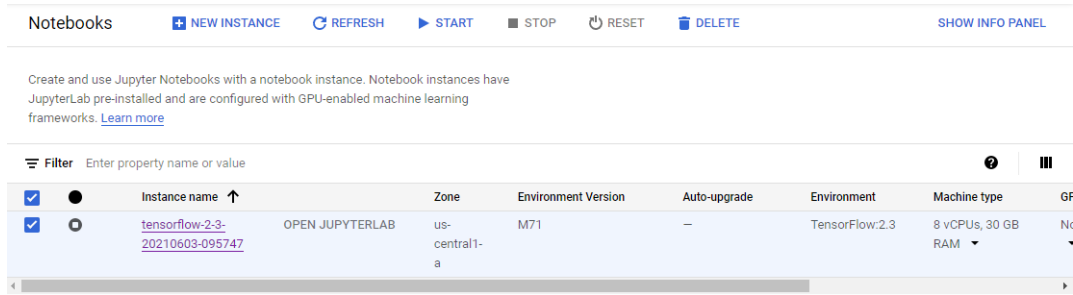 Notebooks NEW INSTANCE REFRESH START STOP RESET DELETE SHOW INFO PANEL
Create and use Jupyter Notebooks with a notebook instance. Notebook instances have
JupyterLab pre-installed and are configured with GPU-enabled machine learning
frameworks. Learn more
Filter Enter property name or value
Instance name Zone Environment Version Auto-upgrade Environment Machine type GP
tensorflow-2-3- OPEN JUPYTERLAB us- M71 — TensorFlow:2.3 8 vCPUs, 30 GB No
20210603-095747 central1- RAM
a